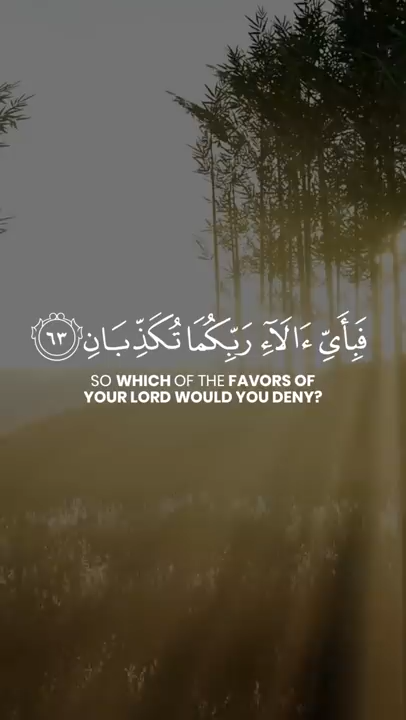 فَبِأَيِّ ءَالَآءِ رَبِّكُمَا تُكَذِّبَانِ ٦٣
SO WHICH OF THE FAVORS OF
YOUR LORD WOULD YOU DENY?